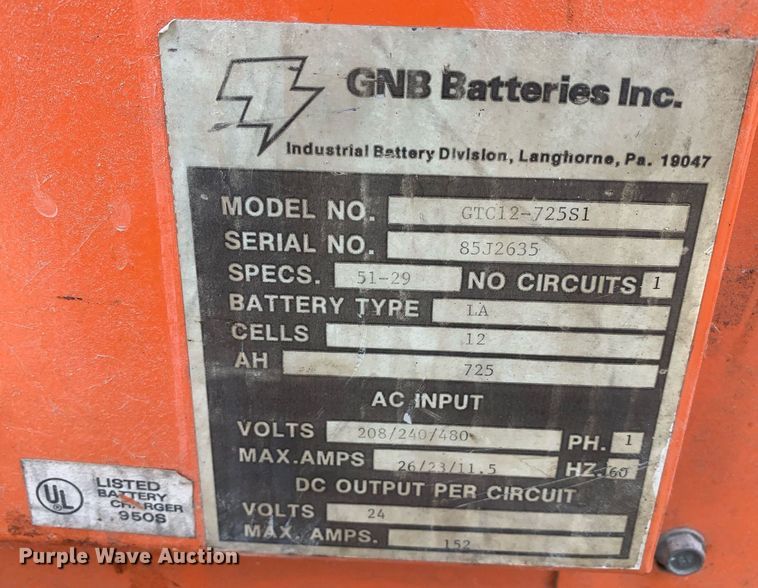 GNB Batteries Inc.
Industrial Battery Division, Langhorne, Pa. 19047
MODEL NO. GTC12-725S1
SERIAL NO. 85J2635
SPECS. 51-29 NO CIRCUITS 1
BATTERY TYPE LA
CELLS 12
AH 725
AC INPUT
VOLTS 208/240/480 PH. 1
MAX.AMPS 26/23/11.5 HZ. 60
DC OUTPUT PER CIRCUIT
VOLTS 24
MAX. AMPS. 152
UL
LISTED
BATTERY
CHARGER
950S
Purple Wave Auction